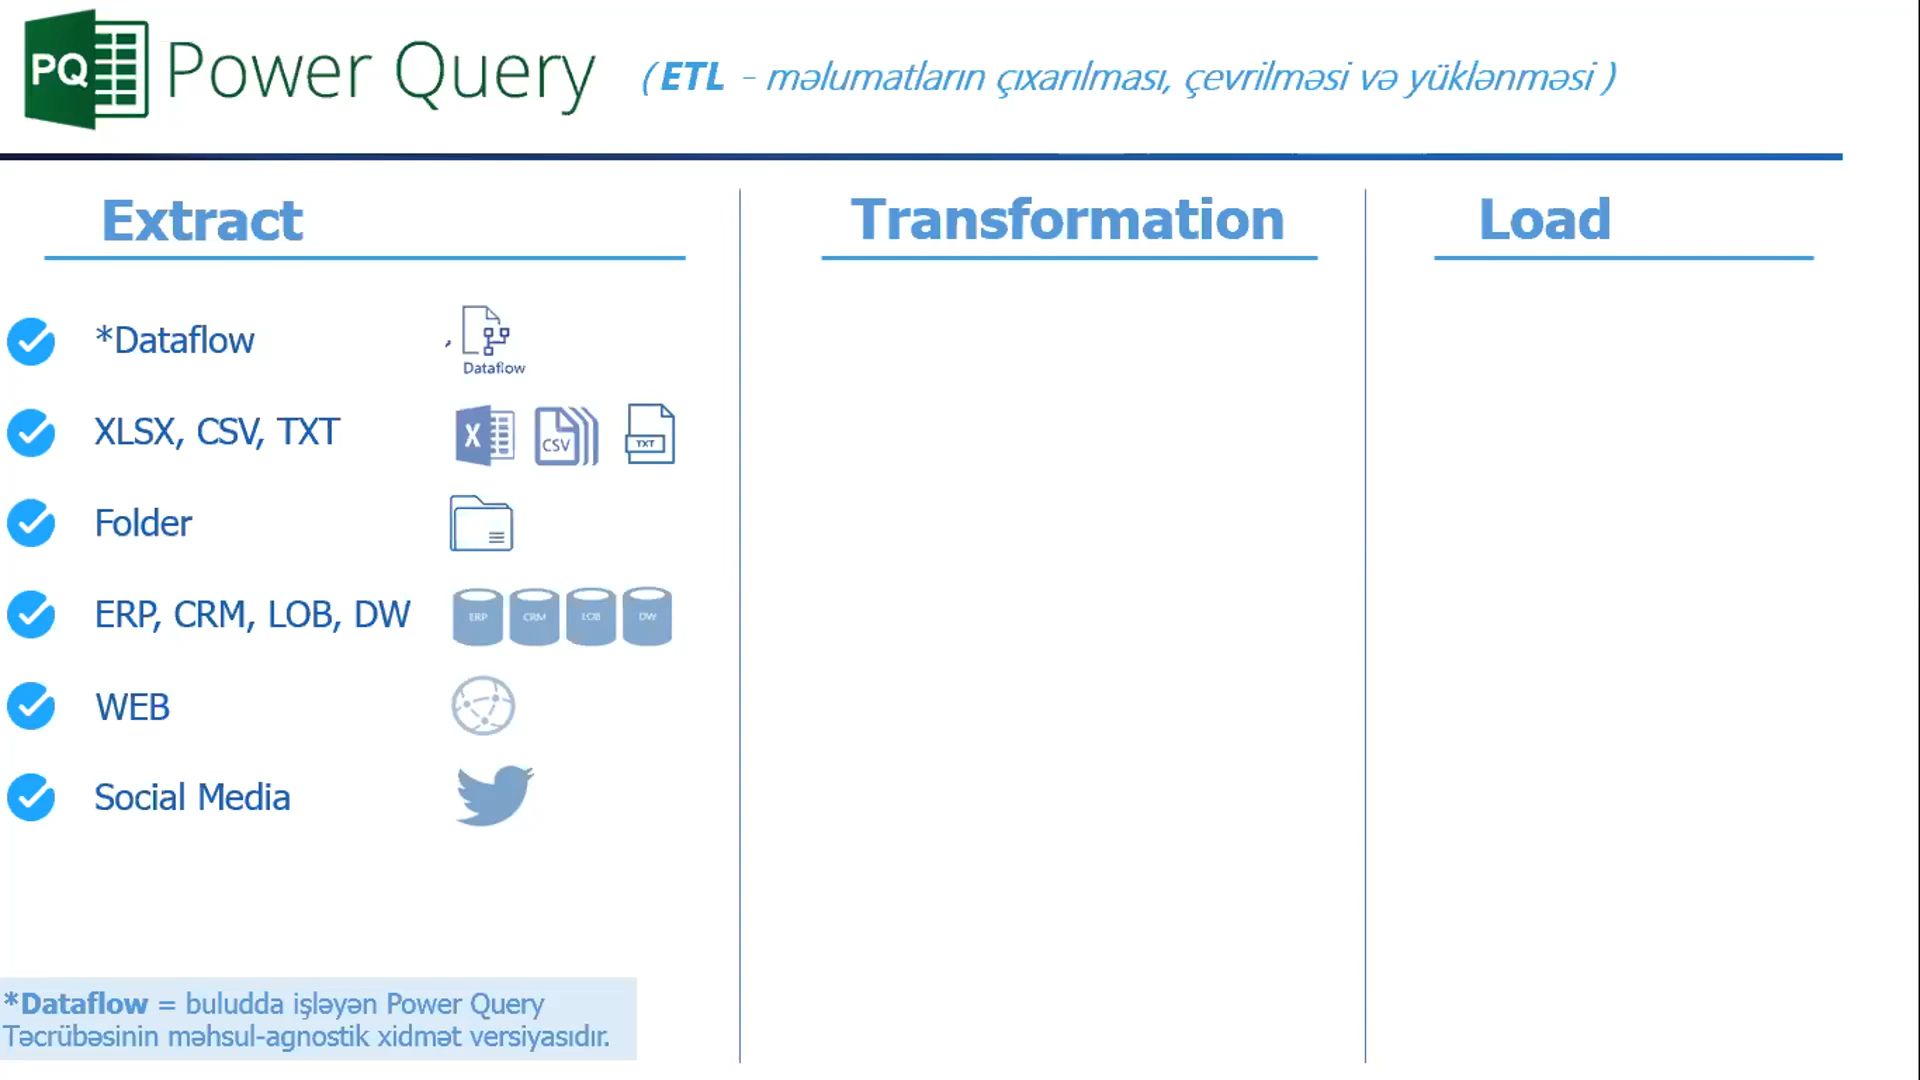 PQ Power Query ( ETL - məlumatların çıxarılması, çevrilməsi və yüklənməsi )
Extract
*Dataflow
Dataflow
XLSX, CSV, TXT
X CSV TXT
Folder
ERP, CRM, LOB, DW
ERP CRM LOB DW
WEB
Social Media
*Dataflow = buludda işləyən Power Query
Təcrübəsinin məhsul-agnostik xidmət versiyasıdır.
Transformation
Load